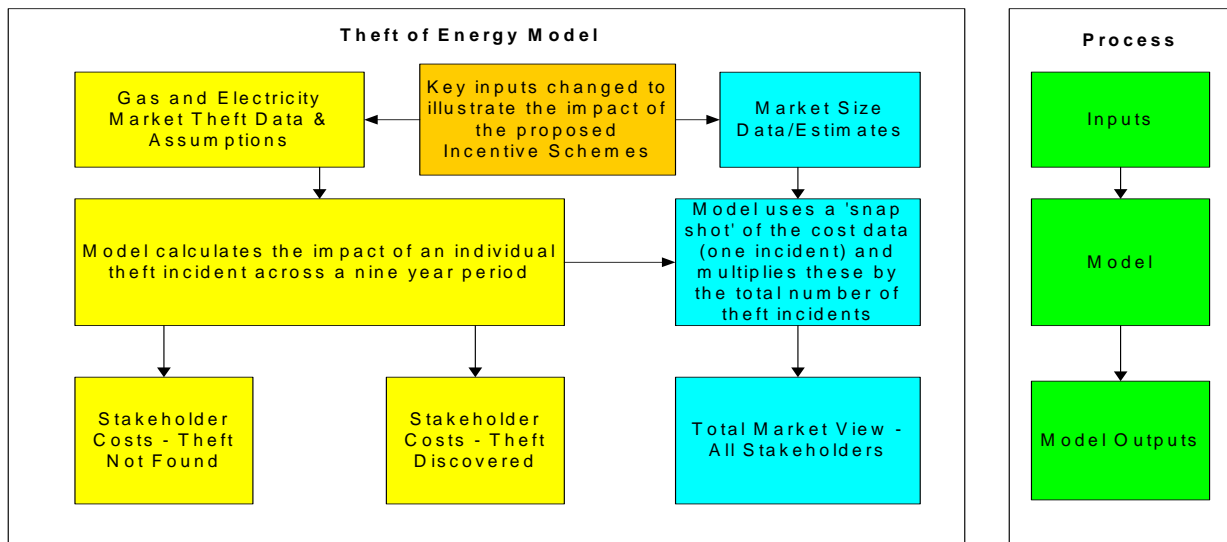 Theft of Energy Model
Gas and Electricity
Market Theft Data &
Assumptions
Key inputs changed to
illustrate the impact of
the proposed
Incentive Schemes
Market Size
Data/Estimates
Model calculates the impact of an individual
theft incident across a nine year period
Model uses a 'snap
shot' of the cost data
(one incident) and
multiplies these by
the total number of
theft incidents
Stakeholder
Costs - Theft
Not Found
Stakeholder
Costs - Theft
Discovered
Total Market View -
All Stakeholders
Process
Inputs
Model
Model Outputs